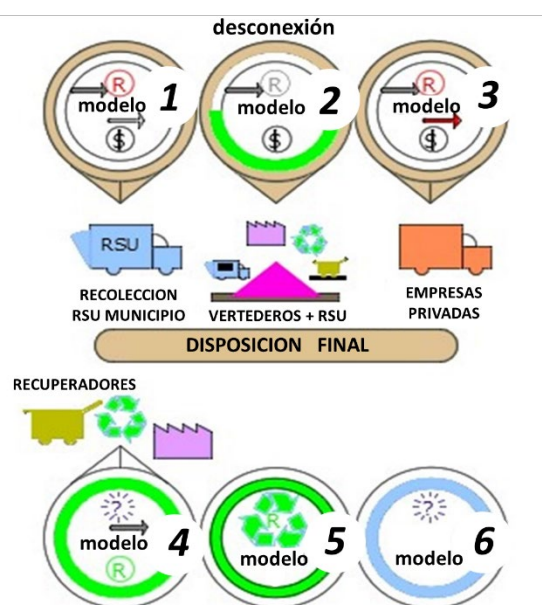 desconexión
R
modelo 1
$
R
modelo 2
$
R
modelo 3
$
RSU
RECOLECCION
RSU MUNICIPIO
VERTEDEROS + RSU
EMPRESAS
PRIVADAS
DISPOSICION FINAL
RECUPERADORES
?
modelo 4
R
R
modelo 5
?
modelo 6